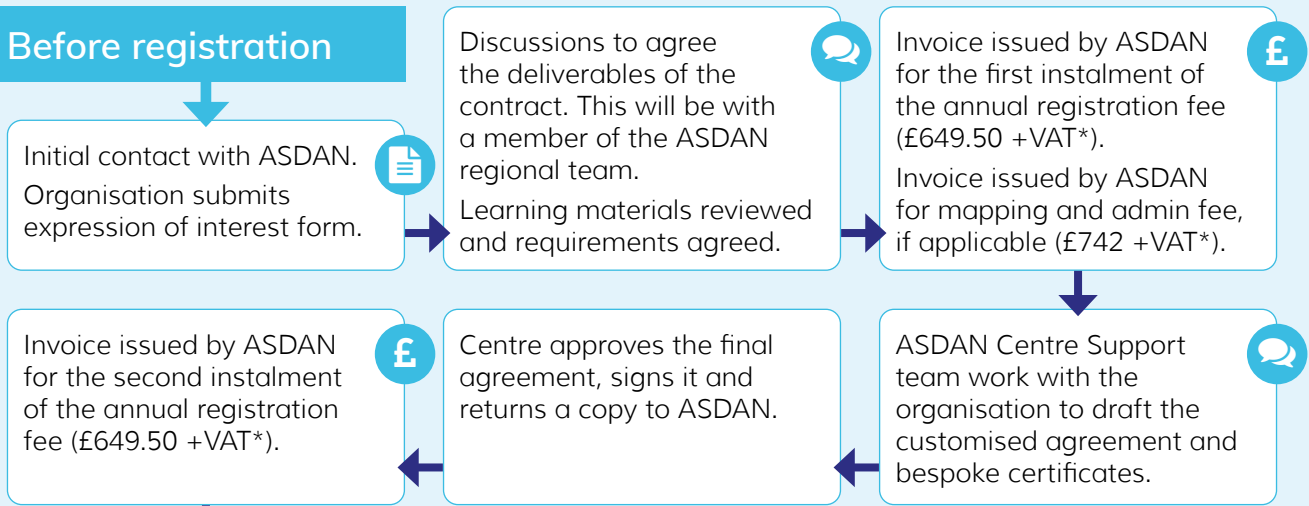 Before registration
Initial contact with ASDAN.
Organisation submits
expression of interest form.
Discussions to agree
the deliverables of the
contract. This will be with
a member of the ASDAN
regional team.
Learning materials reviewed
and requirements agreed.
Invoice issued by ASDAN
for the first instalment of
the annual registration fee
(£649.50 +VAT*).
Invoice issued by ASDAN
for mapping and admin fee,
if applicable (£742 +VAT*).
£
ASDAN Centre Support
team work with the
organisation to draft the
customised agreement and
bespoke certificates.
Centre approves the final
agreement, signs it and
returns a copy to ASDAN.
Invoice issued by ASDAN
for the second instalment
of the annual registration
fee (£649.50 +VAT*).
£